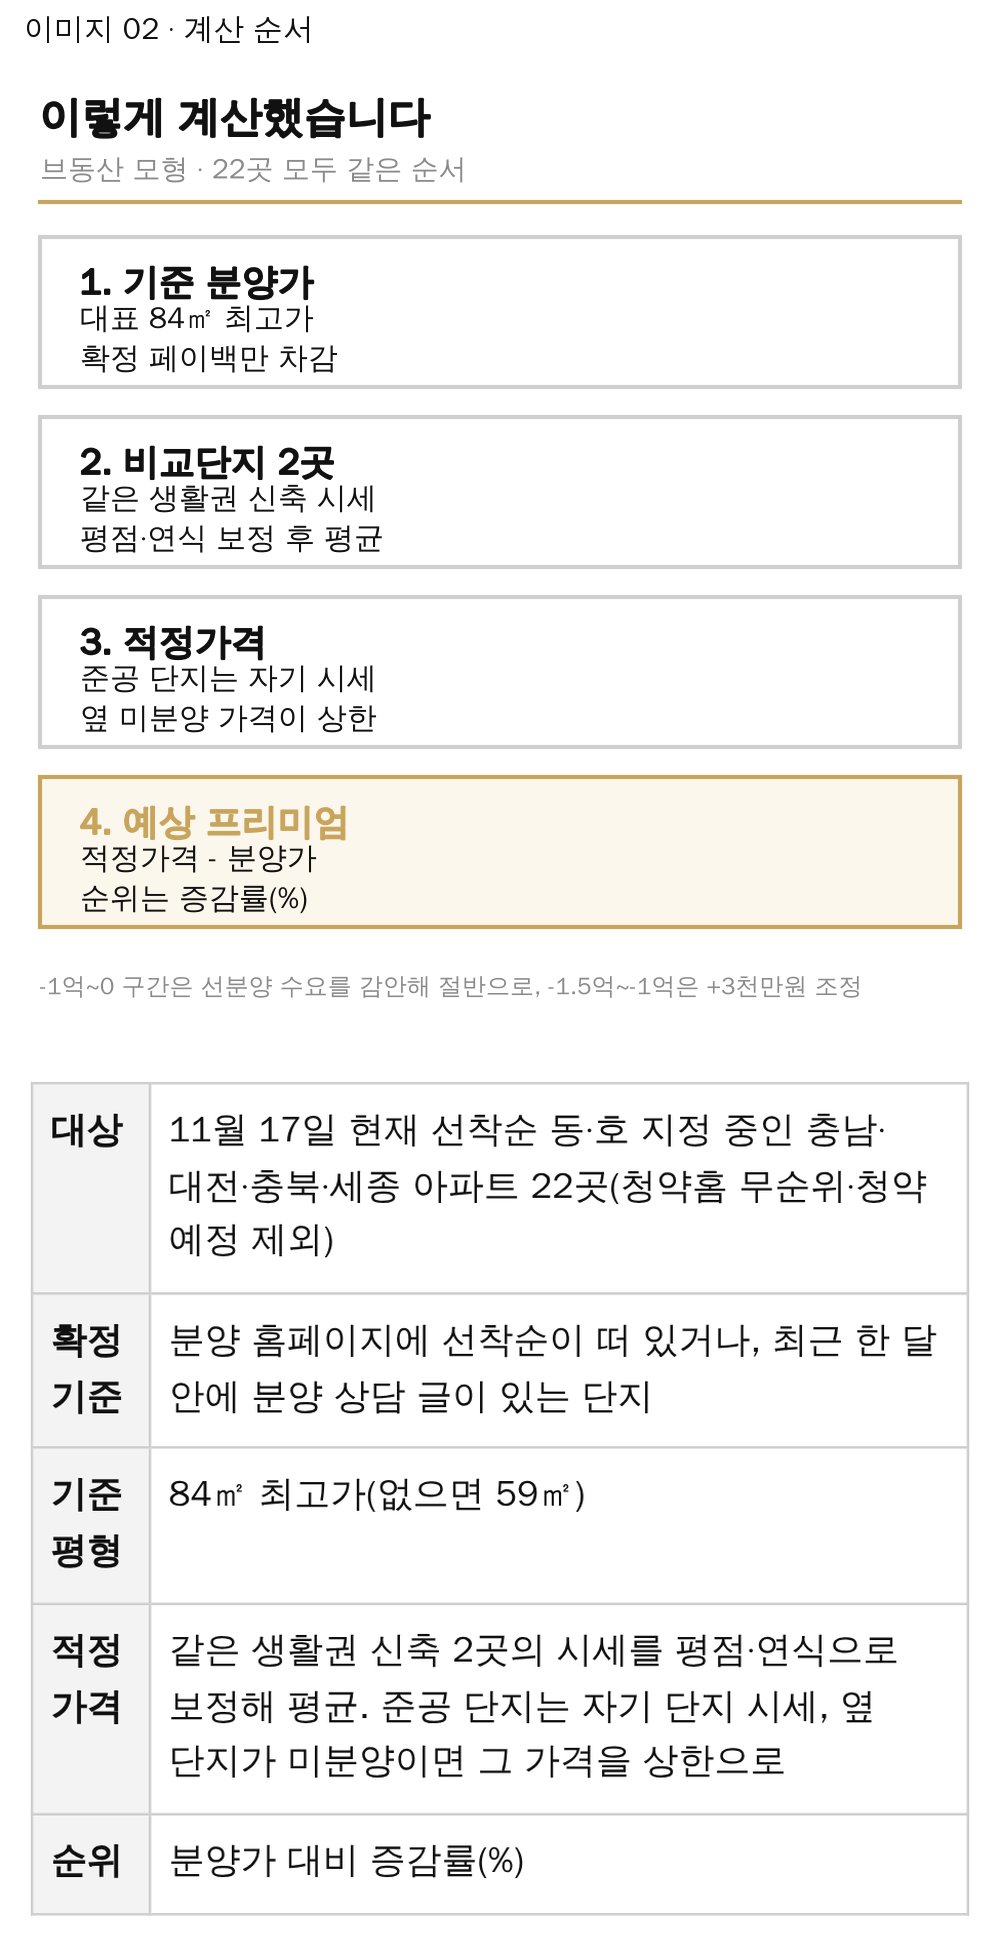 이미지 02 · 계산 순서
이렇게 계산했습니다
브동산 모형 · 22곳 모두 같은 순서
1. 기준 분양가
대표 84㎡ 최고가
확정 페이백만 차감
2. 비교단지 2곳
같은 생활권 신축 시세
평점·연식 보정 후 평균
3. 적정가격
준공 단지는 자기 시세
옆 미분양 가격이 상한
4. 예상 프리미엄
적정가격 - 분양가
순위는 증감률(%)
-1억~0 구간은 선분양 수요를 감안해 절반으로, -1.5억~-1억은 +3천만원 조정
대상
11월 17일 현재 선착순 동·호 지정 중인 충남·
대전·충북·세종 아파트 22곳(청약홈 무순위·청약
예정 제외)
확정
기준
분양 홈페이지에 선착순이 떠 있거나, 최근 한 달
안에 분양 상담 글이 있는 단지
기준
평형
84㎡ 최고가(없으면 59㎡)
적정
가격
같은 생활권 신축 2곳의 시세를 평점·연식으로
보정해 평균. 준공 단지는 자기 단지 시세, 옆
단지가 미분양이면 그 가격을 상한으로
순위
분양가 대비 증감률(%)